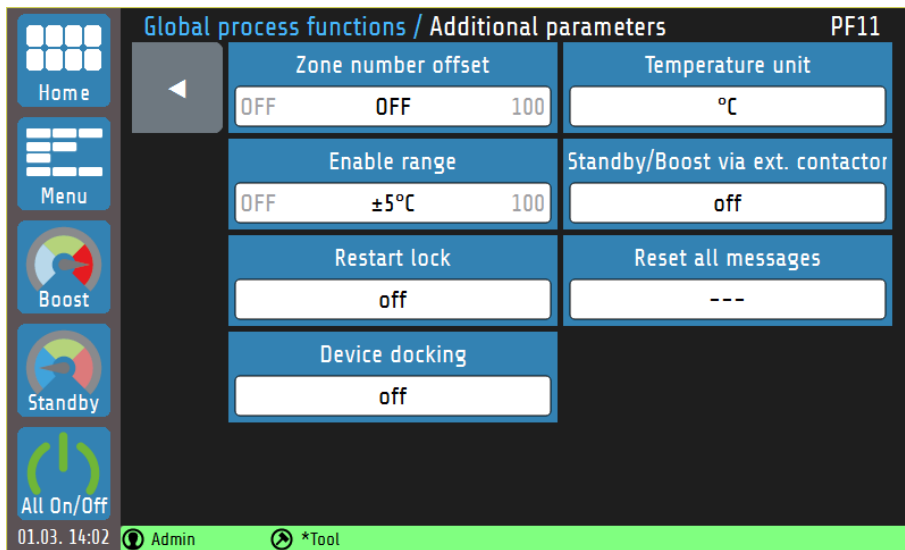 Global process functions / Additional parameters PF11
Home
◄
Zone number offset
OFF OFF 100
Temperature unit
°C
Menu
Enable range
OFF ±5°C 100
Standby/Boost via ext. contactor
off
Boost
Restart lock
off
Reset all messages
---
Standby
Device docking
off
All On/Off
01.03. 14:02 Admin *Tool